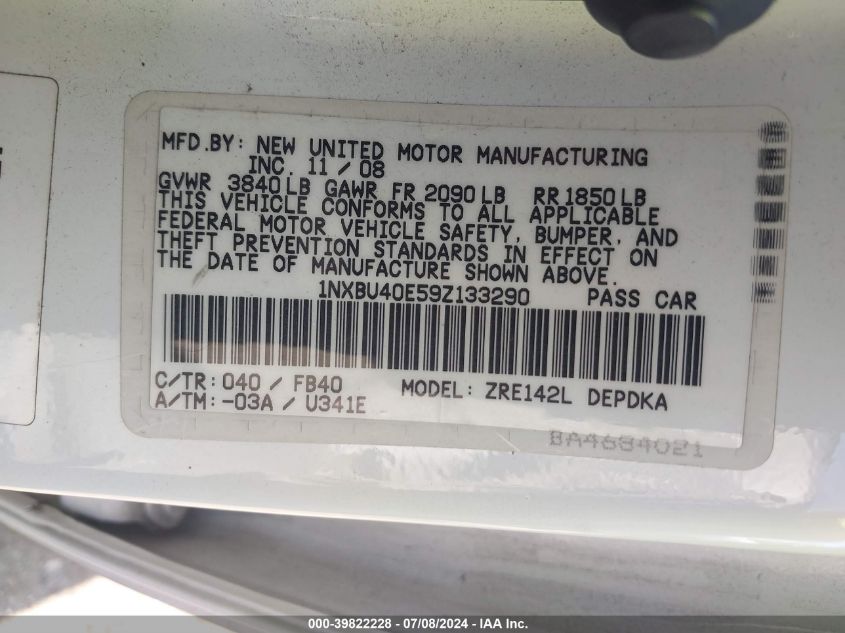 MFD.BY: NEW UNITED MOTOR MANUFACTURING
INC. 11 / 08
GVWR 3840 LB GAWR FR 2090 LB RR 1850 LB
THIS VEHICLE CONFORMS TO ALL APPLICABLE
FEDERAL MOTOR VEHICLE SAFETY, BUMPER, AND
THEFT PREVENTION STANDARDS IN EFFECT ON
THE DATE OF MANUFACTURE SHOWN ABOVE.
1NXBU40E59Z133290 PASS CAR
C/TR: 040 / FB40 MODEL: ZRE142L DEPDKA
A/TM: -03A / U341E
BA4684021
000-39822228 - 07/08/2024 - IAA Inc.